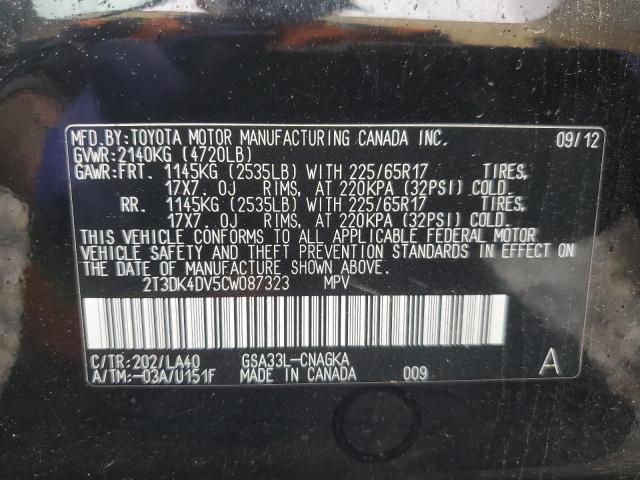 MFD.BY:TOYOTA MOTOR MANUFACTURING CANADA INC. 09/12
GVWR:2140KG (4720LB)
GAWR:FRT. 1145KG (2535LB) WITH 225/65R17 TIRES,
17X7.0J RIMS, AT 220KPA (32PSI) COLD.
RR. 1145KG (2535LB) WITH 225/65R17 TIRES,
17X7.0J RIMS, AT 220KPA (32PSI) COLD.
THIS VEHICLE CONFORMS TO ALL APPLICABLE FEDERAL MOTOR
VEHICLE SAFETY AND THEFT PREVENTION STANDARDS IN EFFECT ON
THE DATE OF MANUFACTURE SHOWN ABOVE.
2T3DK4DV5CW087323 MPV
C/TR:202/LA40 GSA33L-CNAGKA A
A/TM:-03A/U151F MADE IN CANADA 009